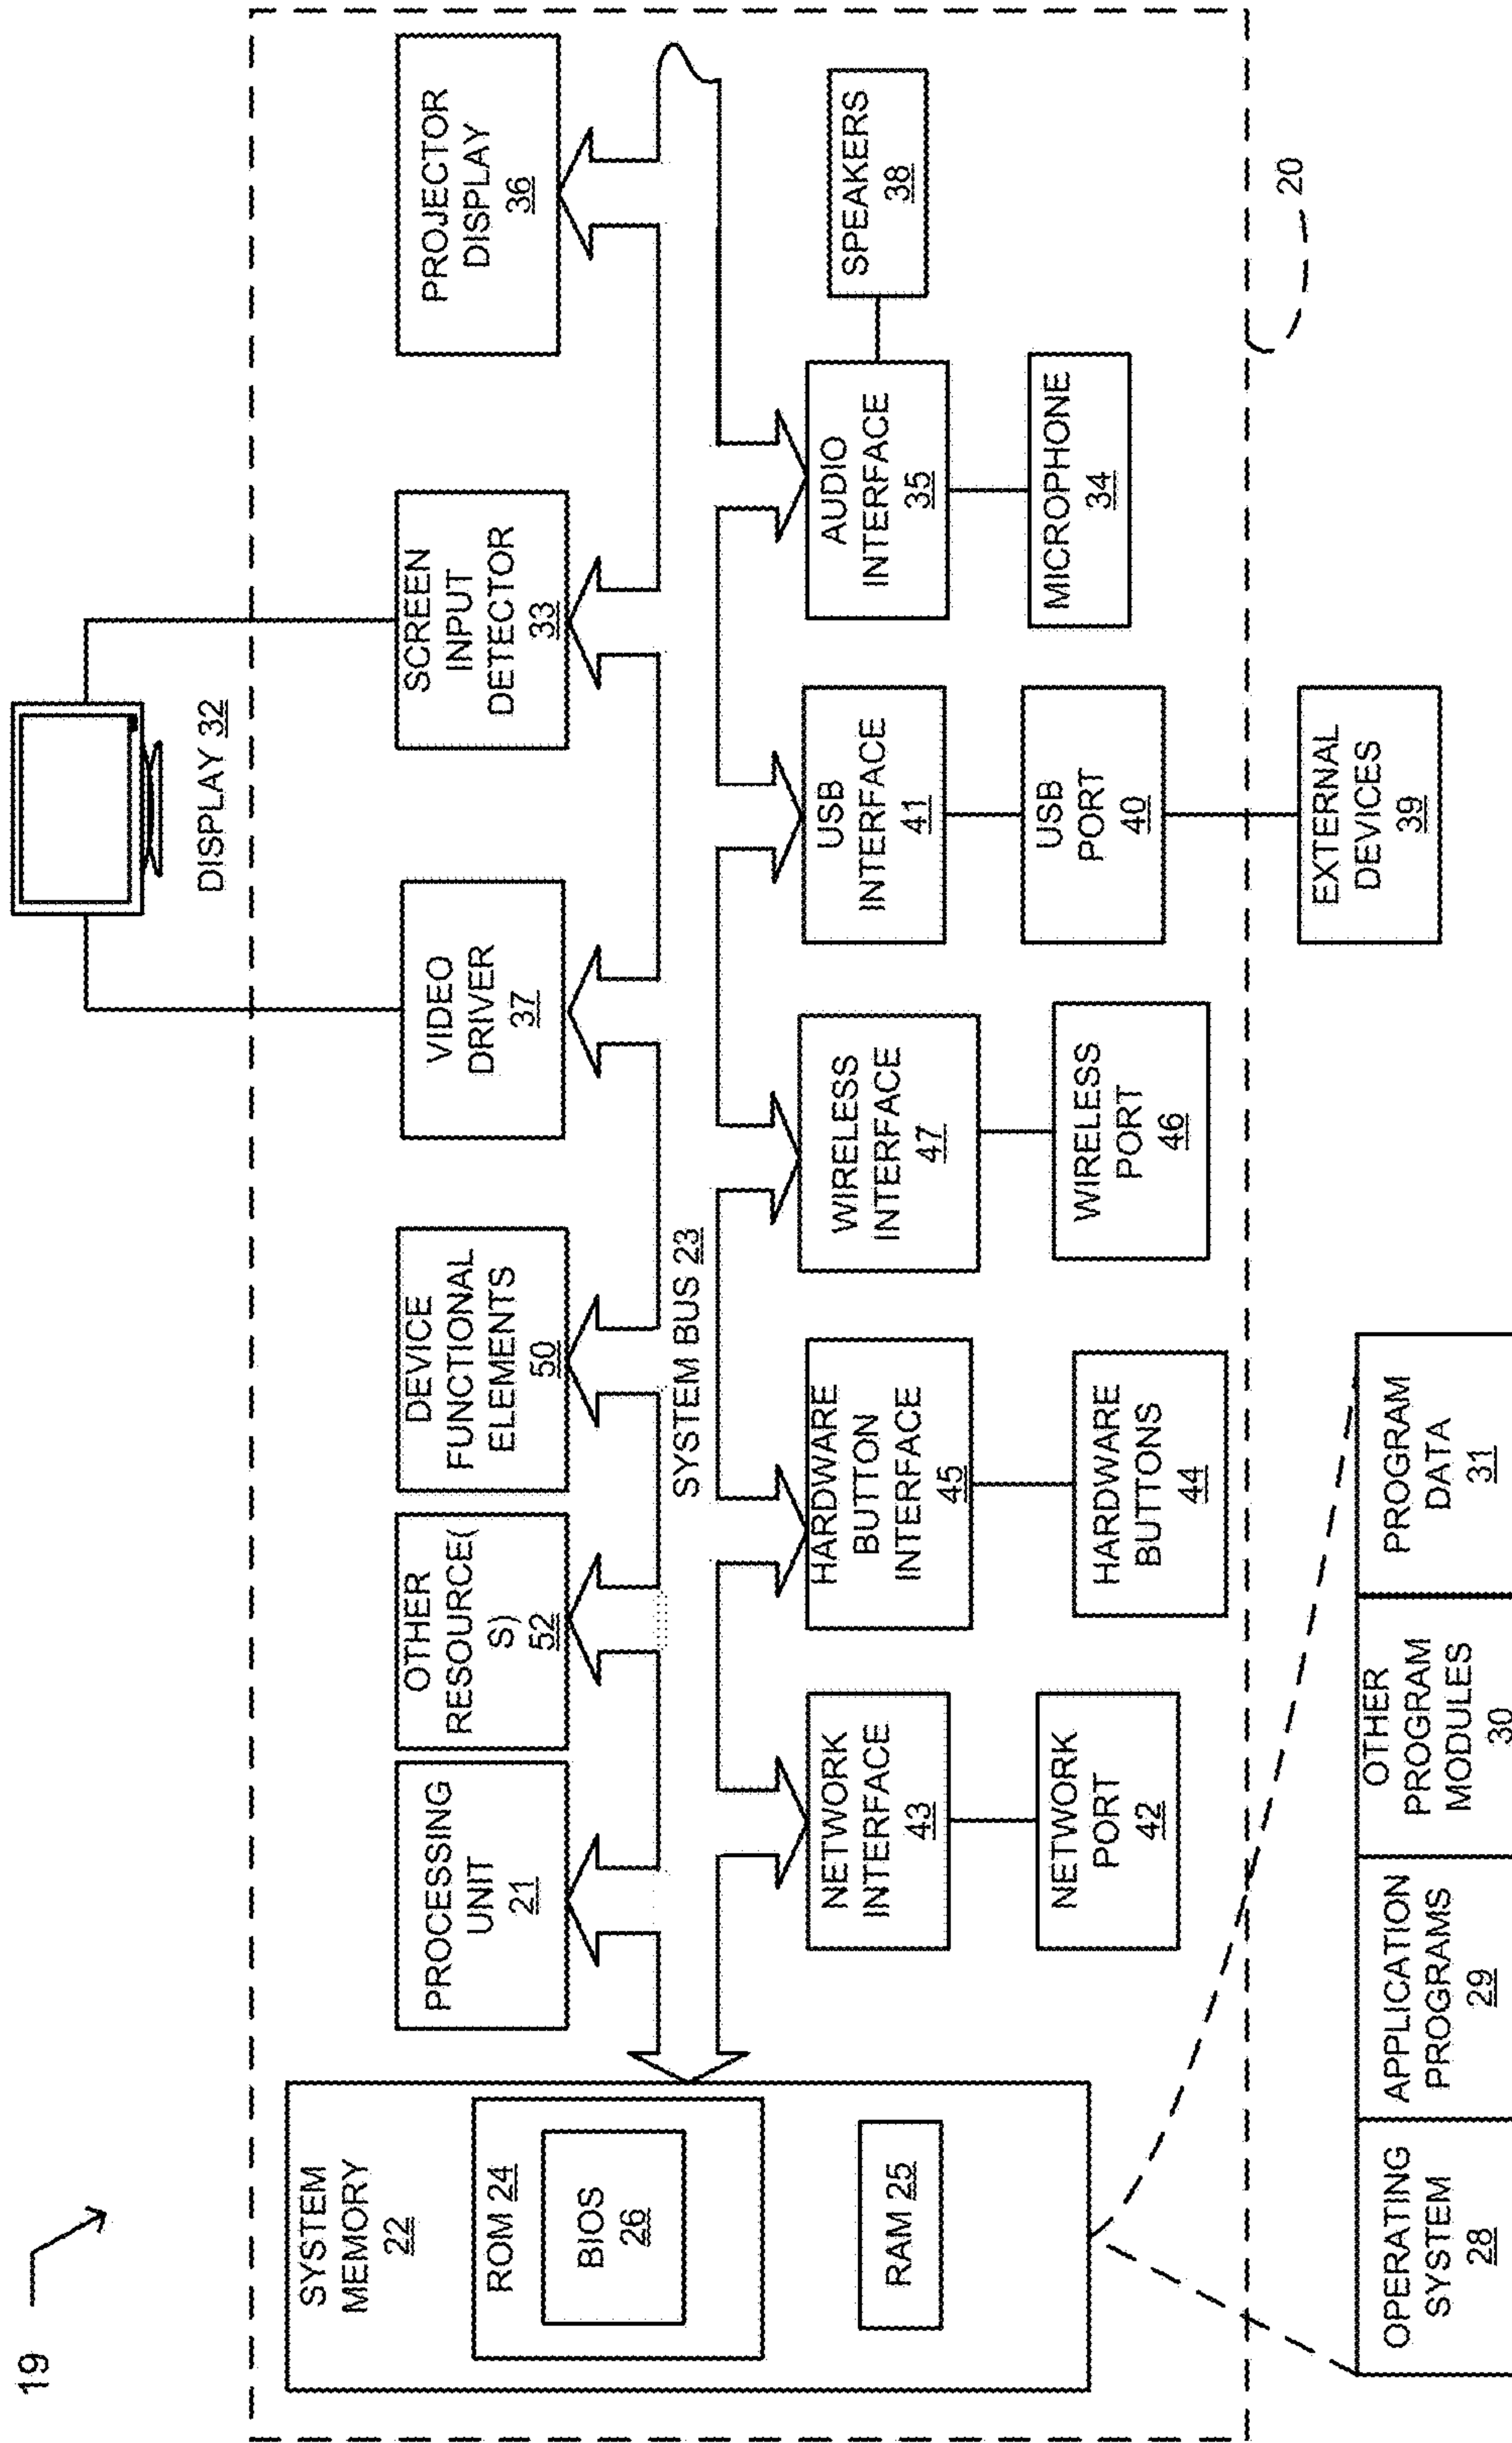 19
DISPLAY 32
SYSTEM
MEMORY
22
ROM 24
BIOS
26
RAM 25
PROCESSING
UNIT
21
OTHER
RESOURCE(
S)
52
DEVICE
FUNCTIONAL
ELEMENTS
50
VIDEO
DRIVER
37
SCREEN
INPUT
DETECTOR
33
PROJECTOR
DISPLAY
36
SYSTEM BUS 23
NETWORK
INTERFACE
43
HARDWARE
BUTTON
INTERFACE
45
WIRELESS
INTERFACE
47
USB
INTERFACE
41
AUDIO
INTERFACE
35
SPEAKERS
38
NETWORK
PORT
42
HARDWARE
BUTTONS
44
WIRELESS
PORT
46
USB
PORT
40
MICROPHONE
34
20
OPERATING
SYSTEM
28
APPLICATION
PROGRAMS
29
OTHER
PROGRAM
MODULES
30
PROGRAM
DATA
31
EXTERNAL
DEVICES
39